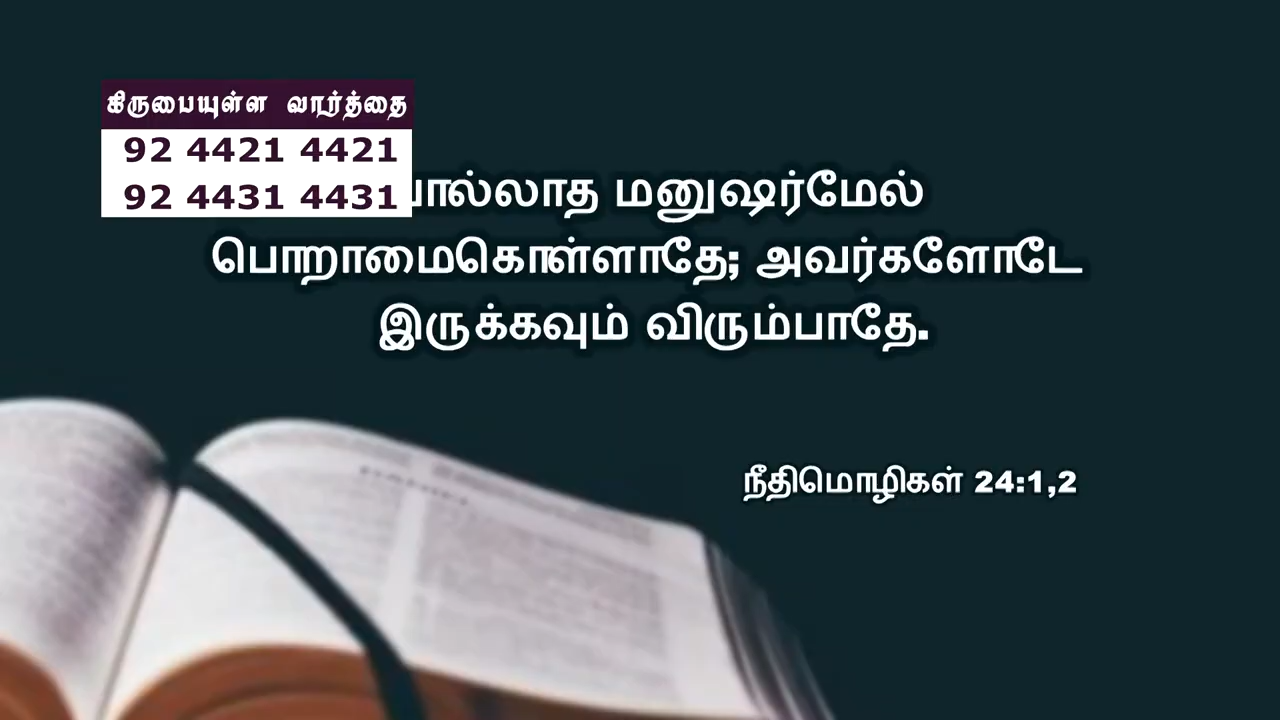 கிருபையுள்ள வார்த்தை
92 4421 4421
92 4431 4431
மனுஷர்மேல்
பொறாமைகொள்ளாதே; அவர்களோடே
இருக்கவும் விரும்பாதே.
நீதிமொழிகள் 24:1,2